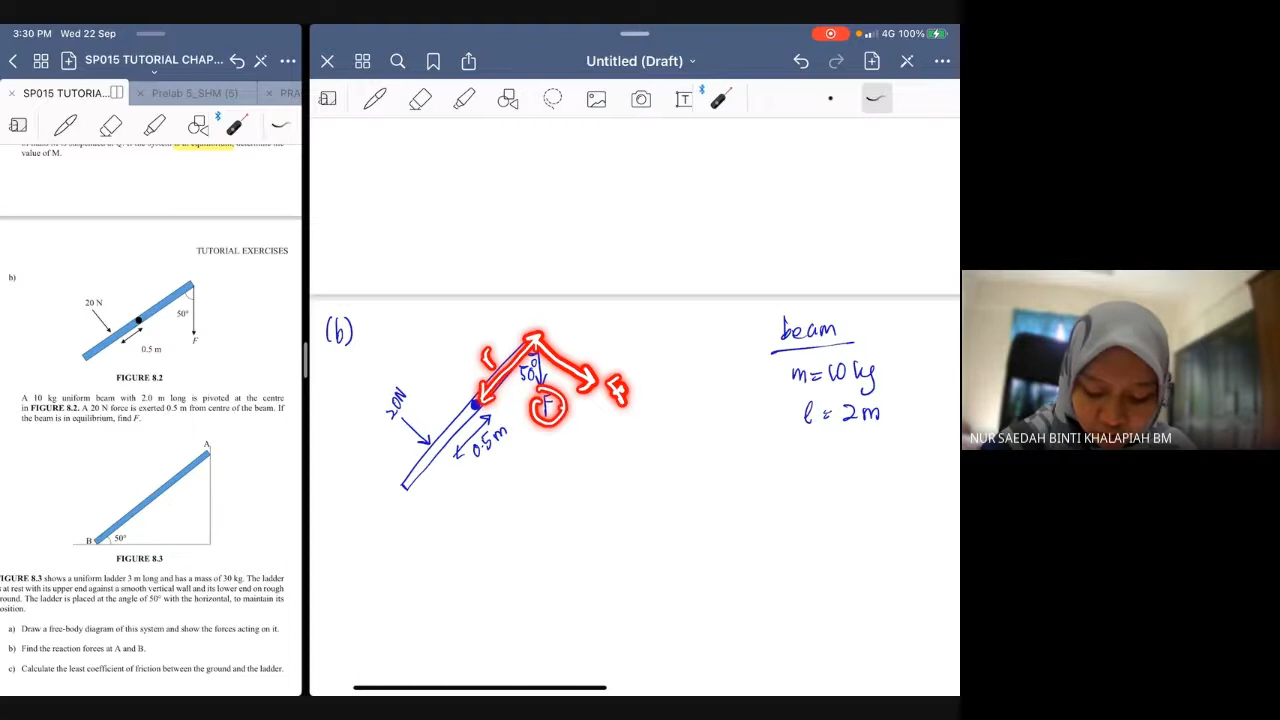 3:30 PM Wed 22 Sep
4G 100%
SP015 TUTORIAL CHAP...
Untitled (Draft)
SP015 TUTORIA...
Prelab 5_SHM (5)
PRA
value of M.
TUTORIAL EXERCISES
b)
20 N
50°
F
0.5 m
FIGURE 8.2
A 10 kg uniform beam with 2.0 m long is pivoted at the centre
in FIGURE 8.2. A 20 N force is exerted 0.5 m from centre of the beam. If
the beam is in equilibrium, find F.
A
B
50°
FIGURE 8.3
FIGURE 8.3 shows a uniform ladder 3 m long and has a mass of 30 kg. The ladder
at rest with its upper end against a smooth vertical wall and its lower end on rough
round. The ladder is placed at the angle of 50° with the horizontal, to maintain its
osition.
a) Draw a free-body diagram of this system and show the forces acting on it.
b) Find the reaction forces at A and B.
c) Calculate the least coefficient of friction between the ground and the ladder.
(b)
r
50°
F
20N
0.5 m
beam
m = 10 kg
l = 2 m
NUR SAEDAH BINTI KHALAPIAH BM